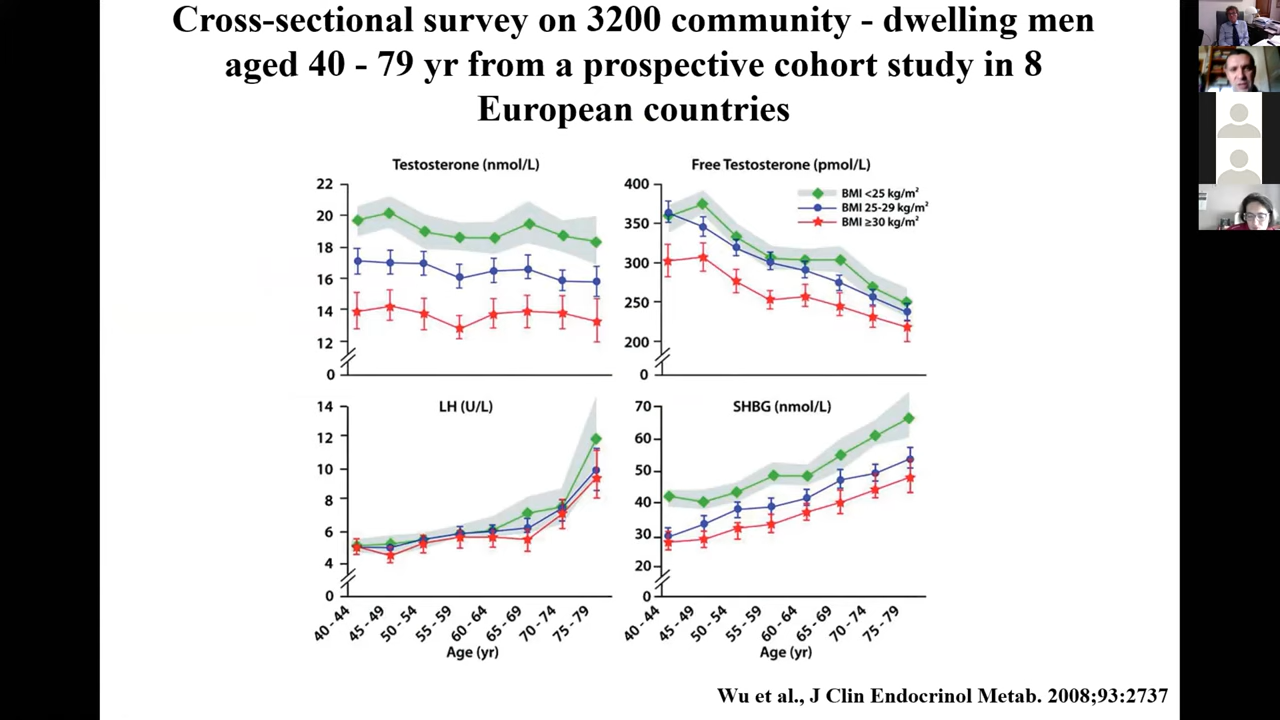 Cross-sectional survey on 3200 community - dwelling men
aged 40 - 79 yr from a prospective cohort study in 8
European countries
Testosterone (nmol/L)
22
20
18
16
14
12
0
Free Testosterone (pmol/L)
400
350
300
250
200
0
BMI <25 kg/m²
BMI 25-29 kg/m²
BMI ≥30 kg/m²
LH (U/L)
14
12
10
8
6
4
0
40 - 44
45 - 49
50 - 54
55 - 59
60 - 64
65 - 69
70 - 74
75 - 79
Age (yr)
SHBG (nmol/L)
70
60
50
40
30
20
0
40 - 44
45 - 49
50 - 54
55 - 59
60 - 64
65 - 69
70 - 74
75 - 79
Age (yr)
Wu et al., J Clin Endocrinol Metab. 2008;93:2737